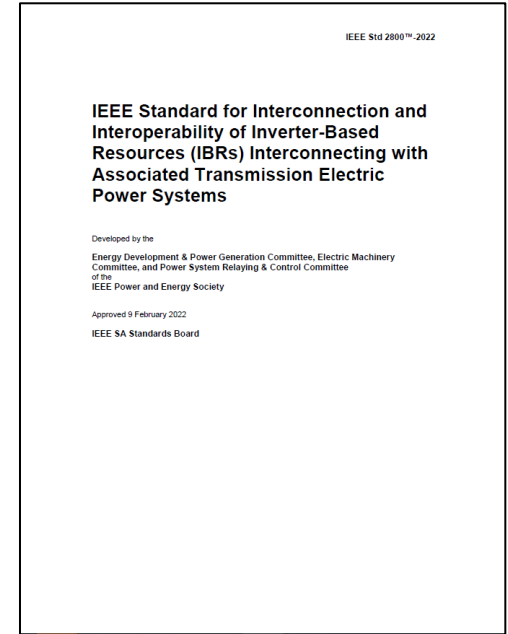 IEEE Std 2800™-2022
IEEE Standard for Interconnection and
Interoperability of Inverter-Based
Resources (IBRs) Interconnecting with
Associated Transmission Electric
Power Systems
Developed by the
Energy Development & Power Generation Committee, Electric Machinery
Committee, and Power System Relaying & Control Committee
of the
IEEE Power and Energy Society
Approved 9 February 2022
IEEE SA Standards Board